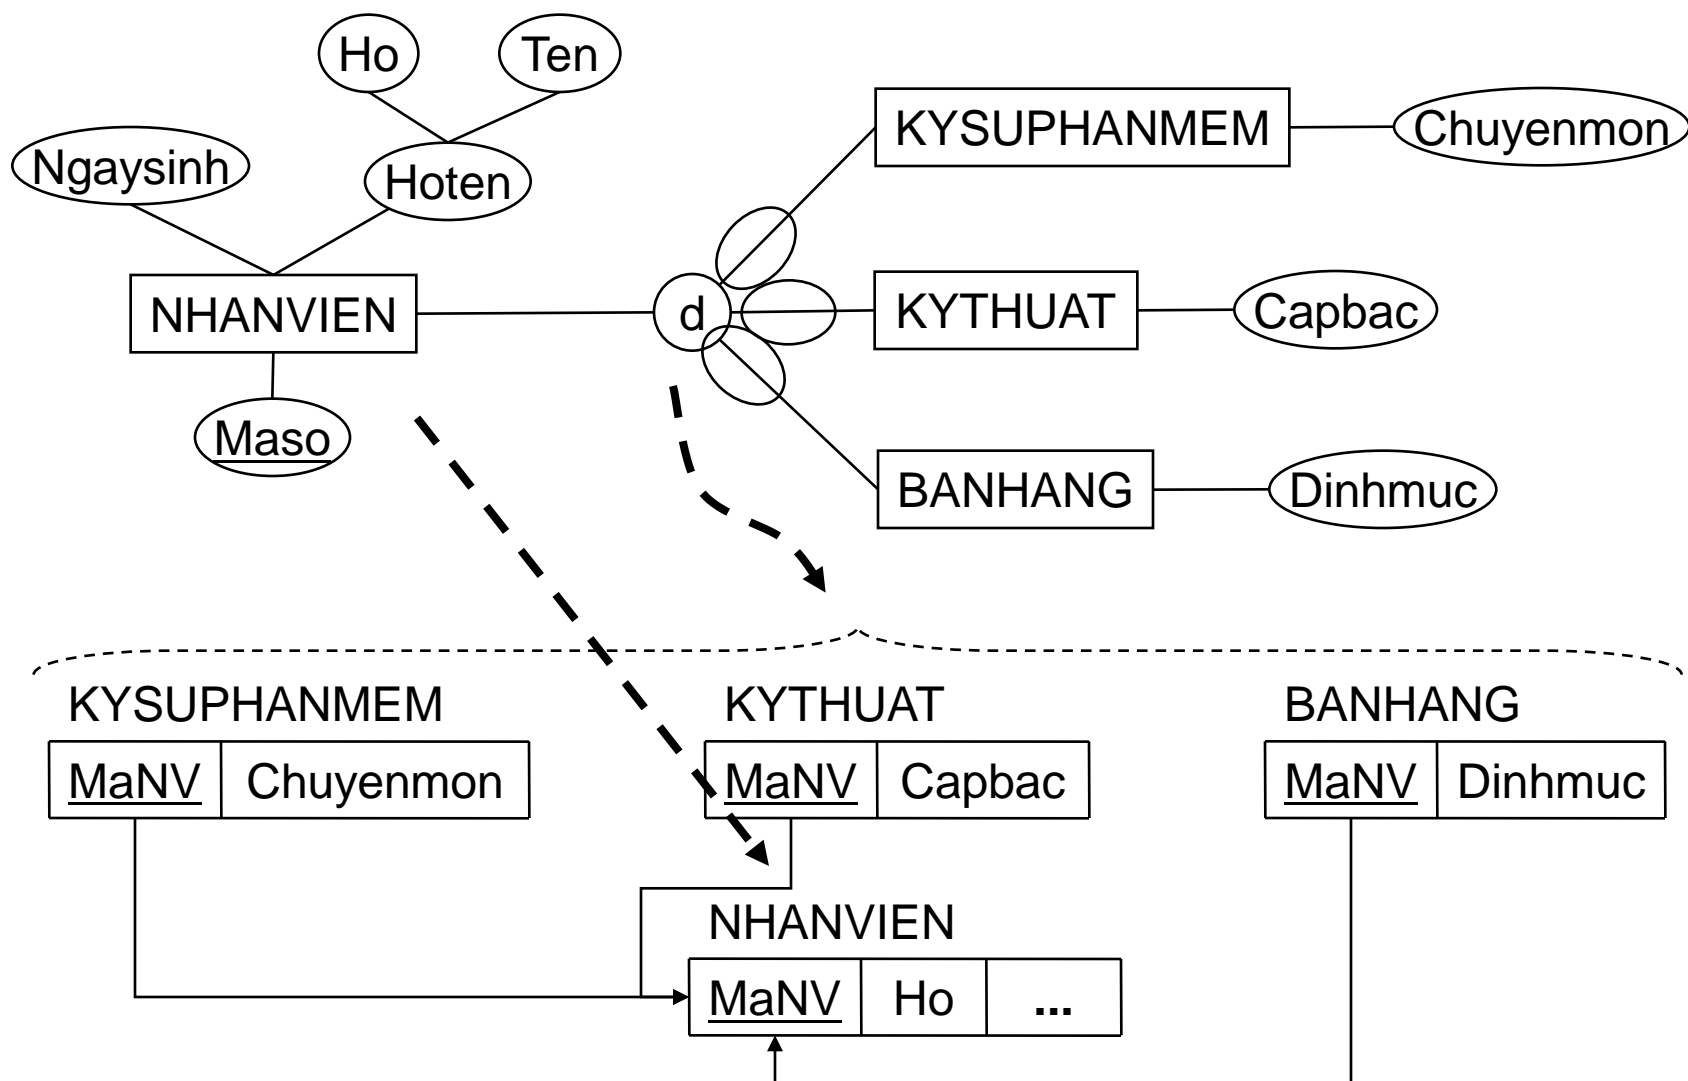 Ho
Ten
KYSUPHANMEM
Chuyenmon
Ngaysinh
Hoten
NHANVIEN
d
KYTHUAT
Capbac
Maso
BANHANG
Dinhmuc
KYSUPHANMEM
KYTHUAT
BANHANG
MaNV Chuyenmon
MaNV Capbac
MaNV Dinhmuc
NHANVIEN
MaNV Ho ...